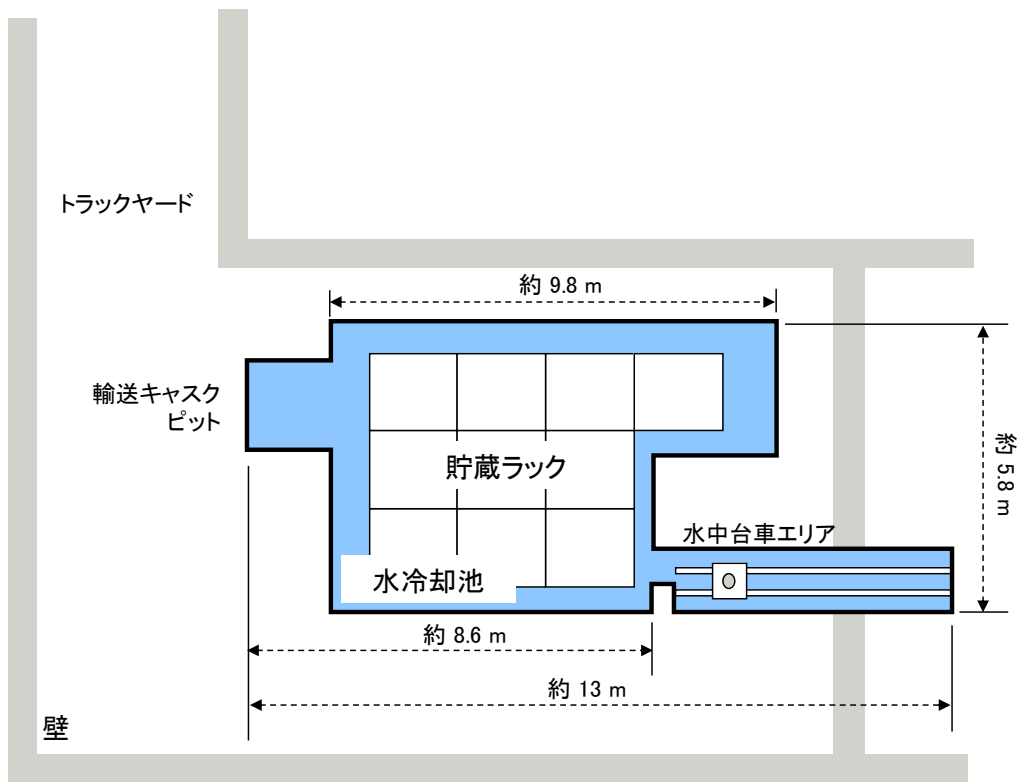 トラックヤード
約 9.8 m
輸送キャスク
ピット
貯蔵ラック
約 5.8 m
水中台車エリア
水冷却池
約 8.6 m
約 13 m
壁